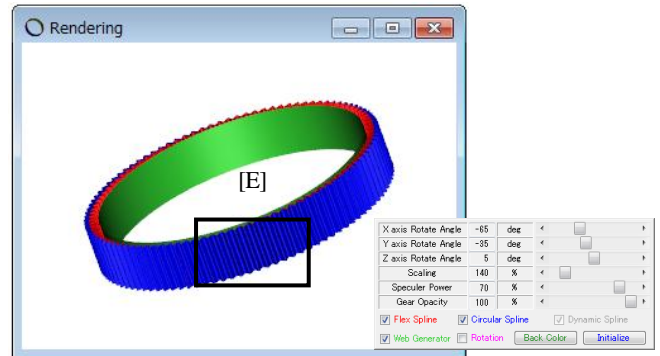 Rendering
[E]
X axis Rotate Angle -65 deg
Y axis Rotate Angle -35 deg
Z axis Rotate Angle 5 deg
Scaling 140 %
Speculer Power 70 %
Gear Opacity 100 %
Flex Spline Circular Spline Dynamic Spline
Web Generator Rotation Back Color Initialize